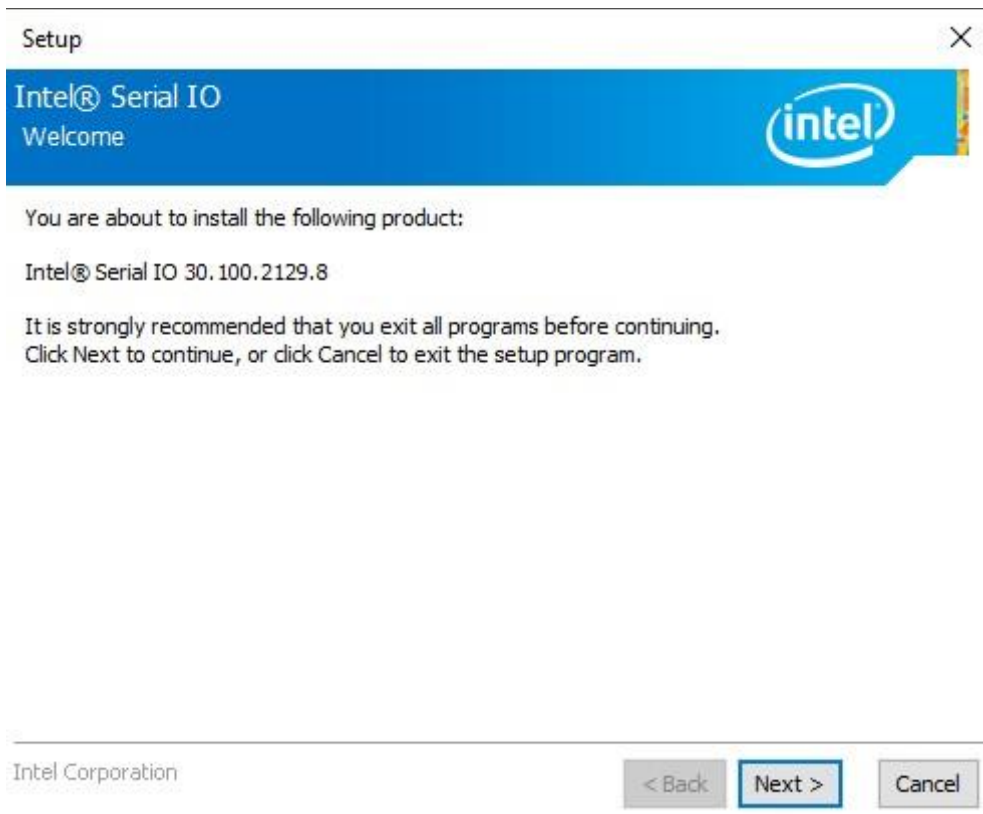 Setup
Intel® Serial IO
Welcome
intel
You are about to install the following product:
Intel® Serial IO 30.100.2129.8
It is strongly recommended that you exit all programs before continuing.
Click Next to continue, or click Cancel to exit the setup program.
Intel Corporation
< Back Next > Cancel